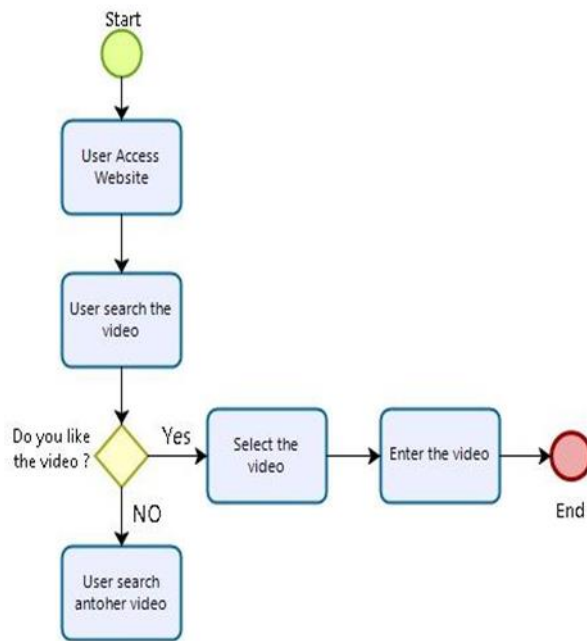 Start
User Access
Website
User search the
video
Do you like
the video ?
Yes
Select the
video
Enter the video
End
NO
User search
antoher video